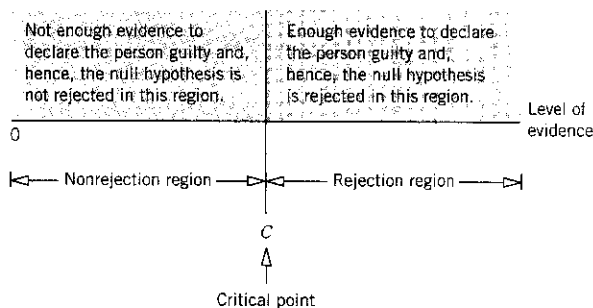 Not enough evidence to
declare the person guilty and,
hence, the null hypothesis is
not rejected in this region.
Enough evidence to declare
the person guilty and,
hence, the null hypothesis
is rejected in this region.
Level of
evidence
0
Nonrejection region
Rejection region
C
Critical point